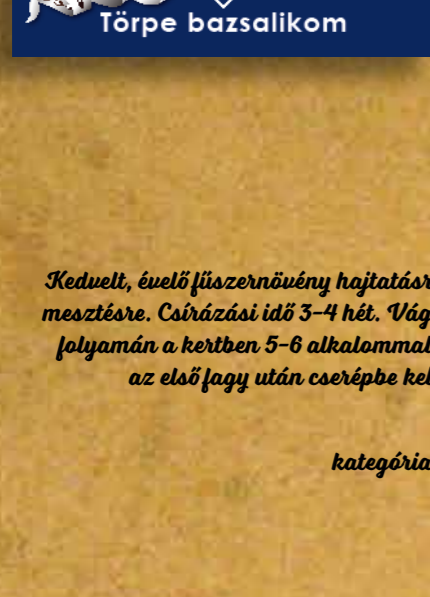 Törpe bazsalikom
Kedvelt, évelő fűszernövény hajtatásr
mesztésre. Csírázási idő 3-4 hét. Vág
folyamán a kertben 5-6 alkalommal
az első fagy után cserépbe kel
kategória